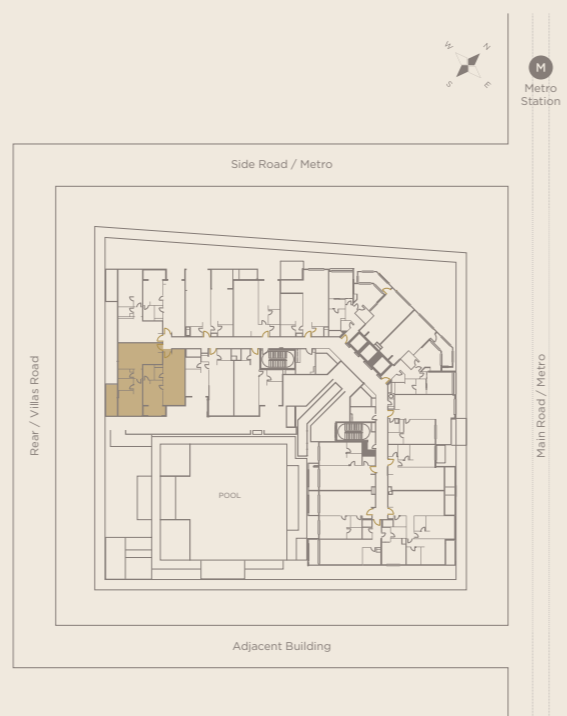 W
N
S
E
M
Metro
Station
Side Road / Metro
Rear / Villas Road
Main Road / Metro
POOL
Adjacent Building